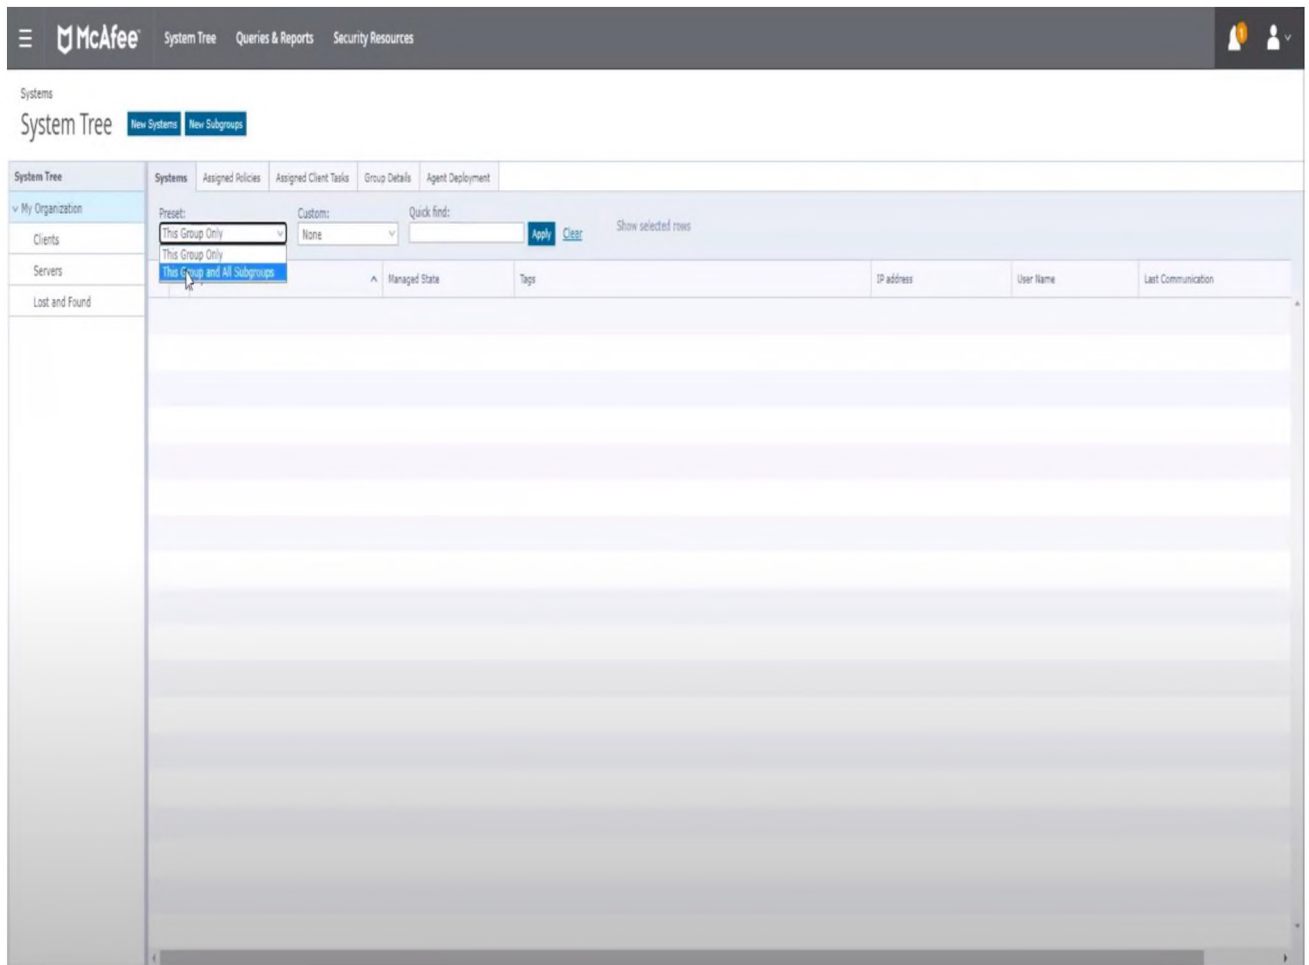 McAfee System Tree Queries & Reports Security Resources 1
Systems
System Tree New Systems New Subgroups
System Tree
My Organization
Clients
Servers
Lost and Found
Systems Assigned Policies Assigned Client Tasks Group Details Agent Deployment
Preset: Custom: Quick find:
This Group Only None Apply Clear Show selected rows
This Group Only
This Group and All Subgroups
Managed State Tags IP address User Name Last Communication